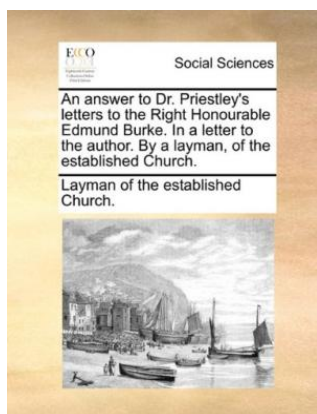 ECCO
Social Sciences
An answer to Dr. Priestley's
letters to the Right Honourable
Edmund Burke. In a letter to
the author. By a layman, of the
established Church.
Layman of the established
Church.